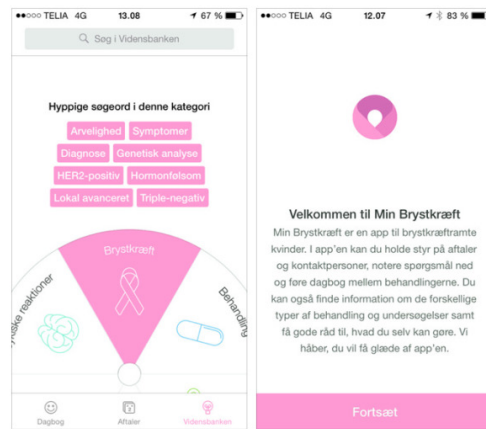 TELIA 4G 13.08 67 %
Søg i Vidensbanken
Hyppige søgeord i denne kategori
Arvelighed Symptomer
Diagnose Genetisk analyse
HER2-positiv Hormonfølsom
Lokal avanceret Triple-negativ
Brystkræft
reaktioner
Behandling
Dagbog Aftaler Vidensbanken
TELIA 4G 12.07 83 %
Velkommen til Min Brystkræft
Min Brystkræft er en app til brystkræftramte
kvinder. I app'en kan du holde styr på aftaler
og kontaktpersoner, notere spørgsmål ned
og føre dagbog mellem behandlingerne. Du
kan også finde information om de forskellige
typer af behandling og undersøgelser samt
få gode råd til, hvad du selv kan gøre. Vi
håber, du vil få glæde af app'en.
Fortsæt